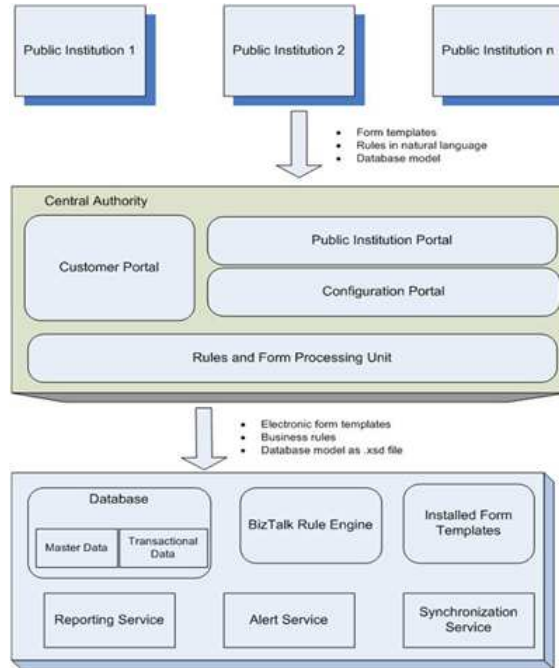 Public Institution 1
Public Institution 2
Public Institution n
• Form templates
• Rules in natural language
• Database model
Central Authority
Customer Portal
Public Institution Portal
Configuration Portal
Rules and Form Processing Unit
• Electronic form templates
• Business rules
• Database model as .xsd file
Database
Master Data
Transactional
Data
BizTalk Rule Engine
Installed Form
Templates
Reporting Service
Alert Service
Synchronization
Service